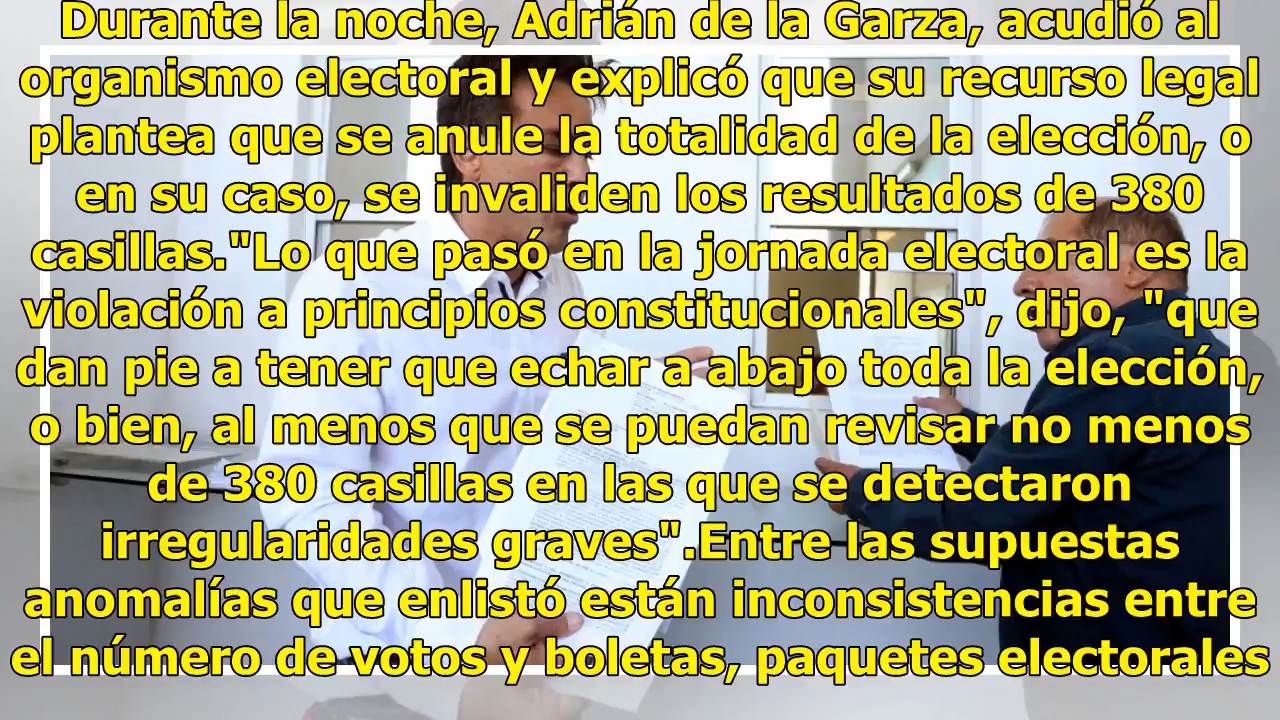 Durante la noche, Adrián de la Garza, acudió al
organismo electoral y explicó que su recurso legal
plantea que se anule la totalidad de la elección, o
en su caso, se invaliden los resultados de 380
casillas."Lo que pasó en la jornada electoral es la
violación a principios constitucionales", dijo, "que
dan pie a tener que echar a abajo toda la elección,
o bien, al menos que se puedan revisar no menos
de 380 casillas en las que se detectaron
irregularidades graves".Entre las supuestas
anomalías que enlistó están inconsistencias entre
el número de votos y boletas, paquetes electorales